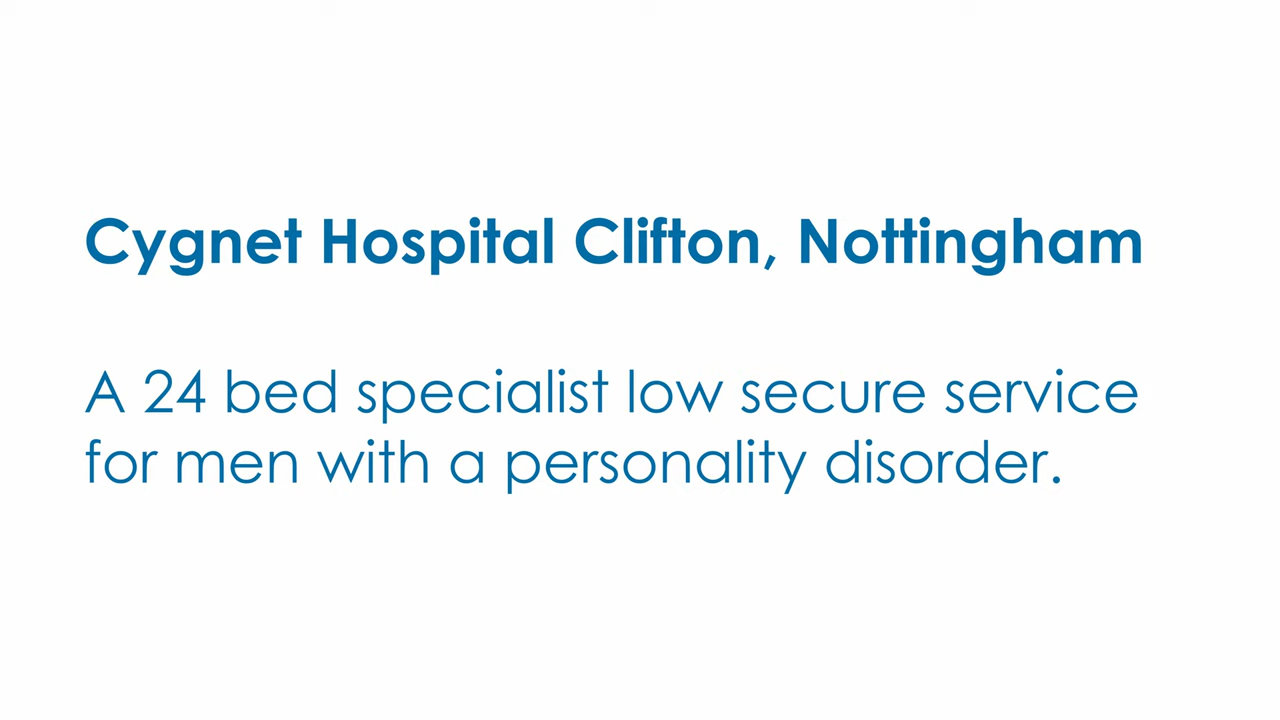 Cygnet Hospital Clifton, Nottingham
A 24 bed specialist low secure service
for men with a personality disorder.